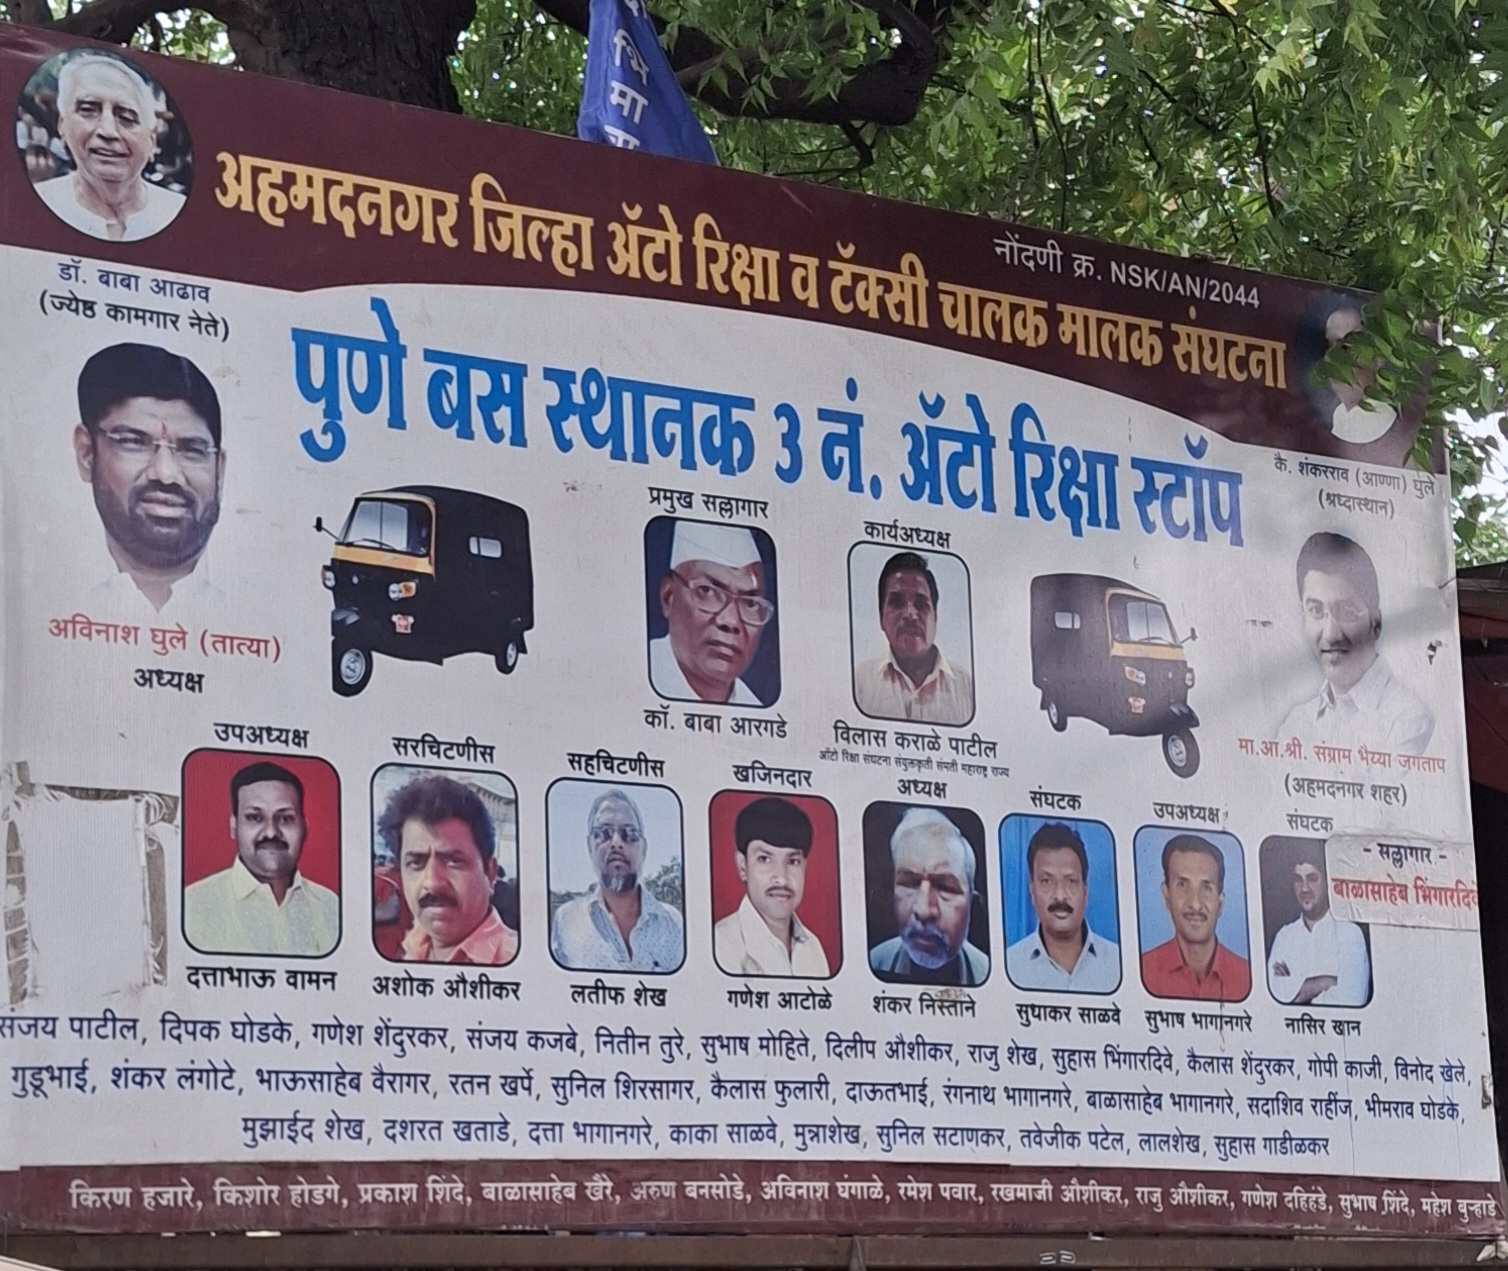 भि
मा
अहमदनगर जिल्हा ॲटो रिक्षा व टॅक्सी चालक मालक संघटना
नोंदणी क्र. NSK/AN/2044
डॉ. बाबा आढाव
(ज्येष्ठ कामगार नेते)
पुणे बस स्थानक 3 नं. ॲटो रिक्षा स्टॉप
कै. शंकरराव (आण्णा) घुले
(श्रध्दास्थान)
अविनाश घुले (तात्या)
अध्यक्ष
प्रमुख सल्लागार
कॉ. बाबा आरगडे
कार्यअध्यक्ष
विलास कराळे पाटील
ऑटो रिक्षा संघटना संयुक्तकृती समिती महाराष्ट्र राज्य
मा.आ.श्री. संग्राम भैय्या जगताप
(अहमदनगर शहर)
उपअध्यक्ष
सरचिटणीस
सहचिटणीस
खजिनदार
अध्यक्ष
संघटक
उपअध्यक्ष
संघटक
- सल्लागार -
बाळासाहेब भिंगारदिवे
दत्ताभाऊ वामन
अशोक औशीकर
लतीफ शेख
गणेश आटोळे
शंकर निस्ताने
सुधाकर साळवे
सुभाष भागानगरे
नासिर खान
संजय पाटील, दिपक घोडके, गणेश शेंदुरकर, संजय कजबे, नितीन तुरे, सुभाष मोहिते, दिलीप औशीकर, राजु शेख, सुहास भिंगारदिवे, कैलास शेंदुरकर, गोपी काजी, विनोद खेले,
गुडूभाई, शंकर लंगोटे, भाऊसाहेब वैरागर, रतन खर्पे, सुनिल शिरसागर, कैलास फुलारी, दाऊतभाई, रंगनाथ भागानगरे, बाळासाहेब भागानगरे, सदाशिव राहींज, भीमराव घोडके,
मुझाईद शेख, दशरत खताडे, दत्ता भागानगरे, काका साळवे, मुन्नाशेख, सुनिल सटाणकर, तवेजीक पटेल, लालशेख, सुहास गाडीळकर
किरण हजारे, किशोर होडगे, प्रकाश शिंदे, बाळासाहेब खैरे, अरुण बनसोडे, अविनाश घंगाळे, रमेश पवार, रखमाजी औशीकर, राजु औशीकर, गणेश दहिहंडे, सुभाष शिंदे, महेश बुऱ्हाडे